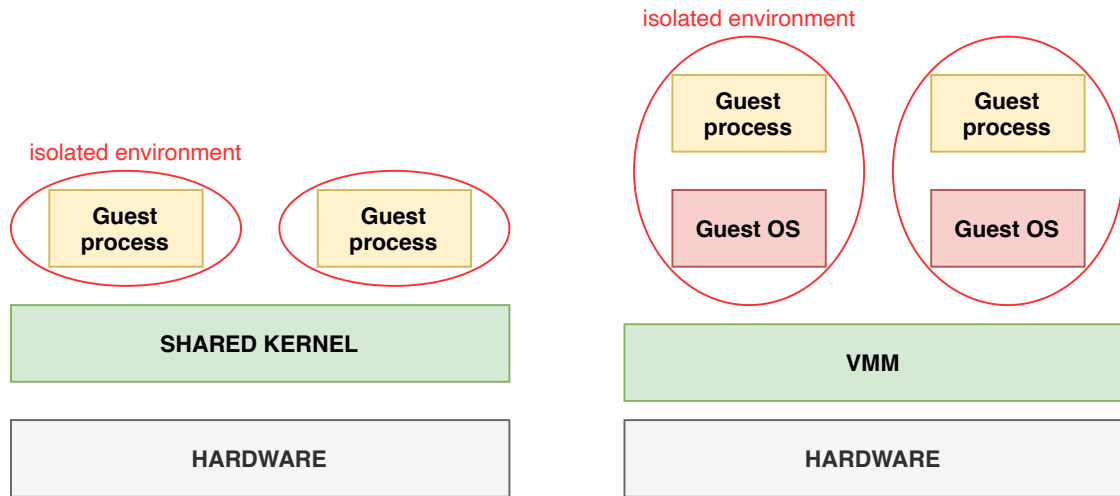 isolated environment
Guest
process
Guest
process
SHARED KERNEL
HARDWARE
isolated environment
Guest
process
Guest
process
Guest OS
Guest OS
VMM
HARDWARE